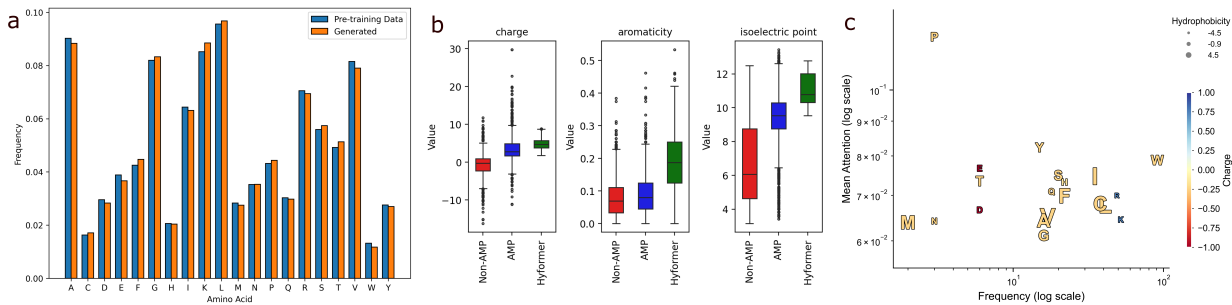 a
0.10
0.08
0.06
0.04
0.02
0.00
Frequency
Pre-training Data
Generated
A C D E F G H I K L M N P Q R S T V W Y
Amino Acid
b
charge
30
20
10
0
−10
Value
Non-AMP
AMP
Hyformer
aromaticity
0.5
0.4
0.3
0.2
0.1
0.0
Value
Non-AMP
AMP
Hyformer
isoelectric point
12
10
8
6
4
Value
Non-AMP
AMP
Hyformer
c
Mean Attention (log scale)
10⁻¹
9 × 10⁻²
8 × 10⁻²
7 × 10⁻²
6 × 10⁻²
P
Y
W
E
T
S
H
I
Q
F
R
C
L
D
M
N
A
V
K
G
10¹
10²
Frequency (log scale)
Hydrophobicity
-4.5
-0.9
4.5
1.00
0.75
0.50
0.25
0.00
−0.25
−0.50
−0.75
−1.00
Charge